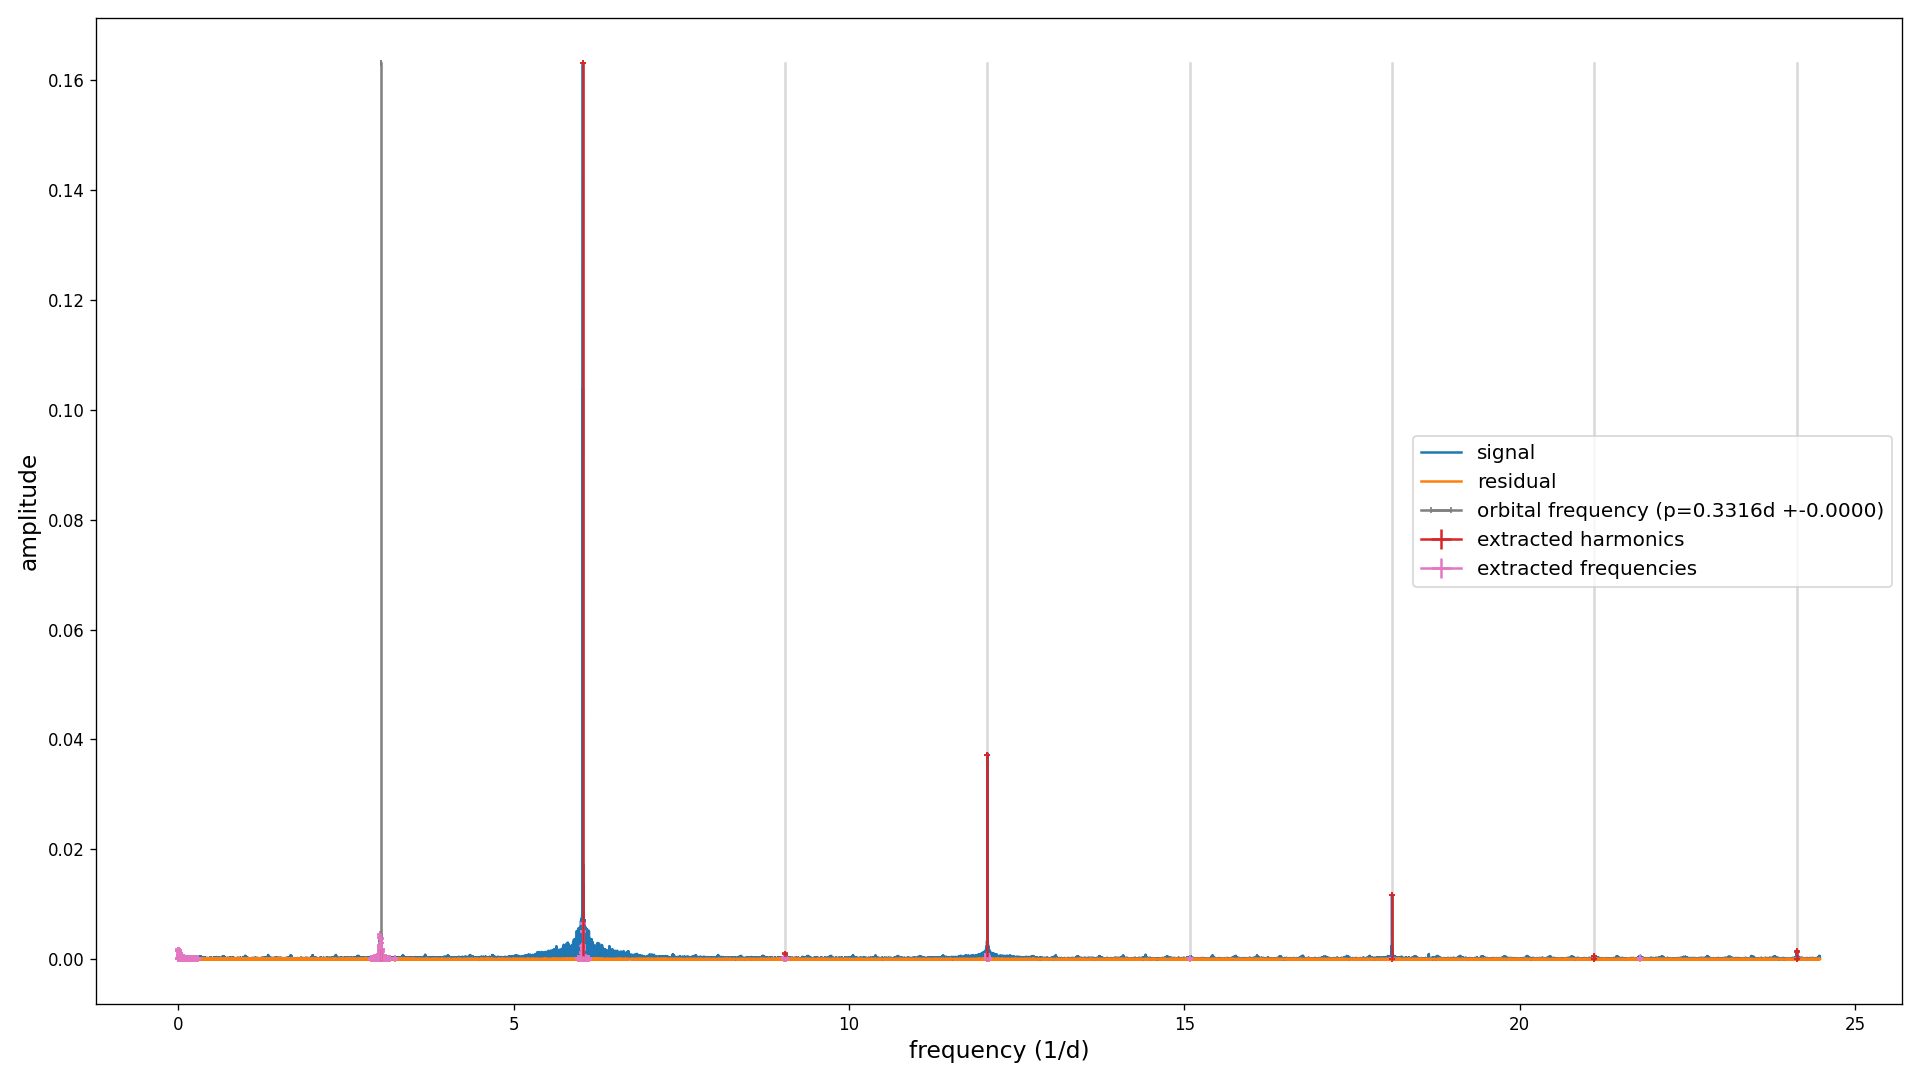 0.16
0.14
0.12
0.10
0.08
0.06
0.04
0.02
0.00
amplitude
signal
residual
orbital frequency (p=0.3316d +-0.0000)
extracted harmonics
extracted frequencies
0 5 10 15 20 25
frequency (1/d)